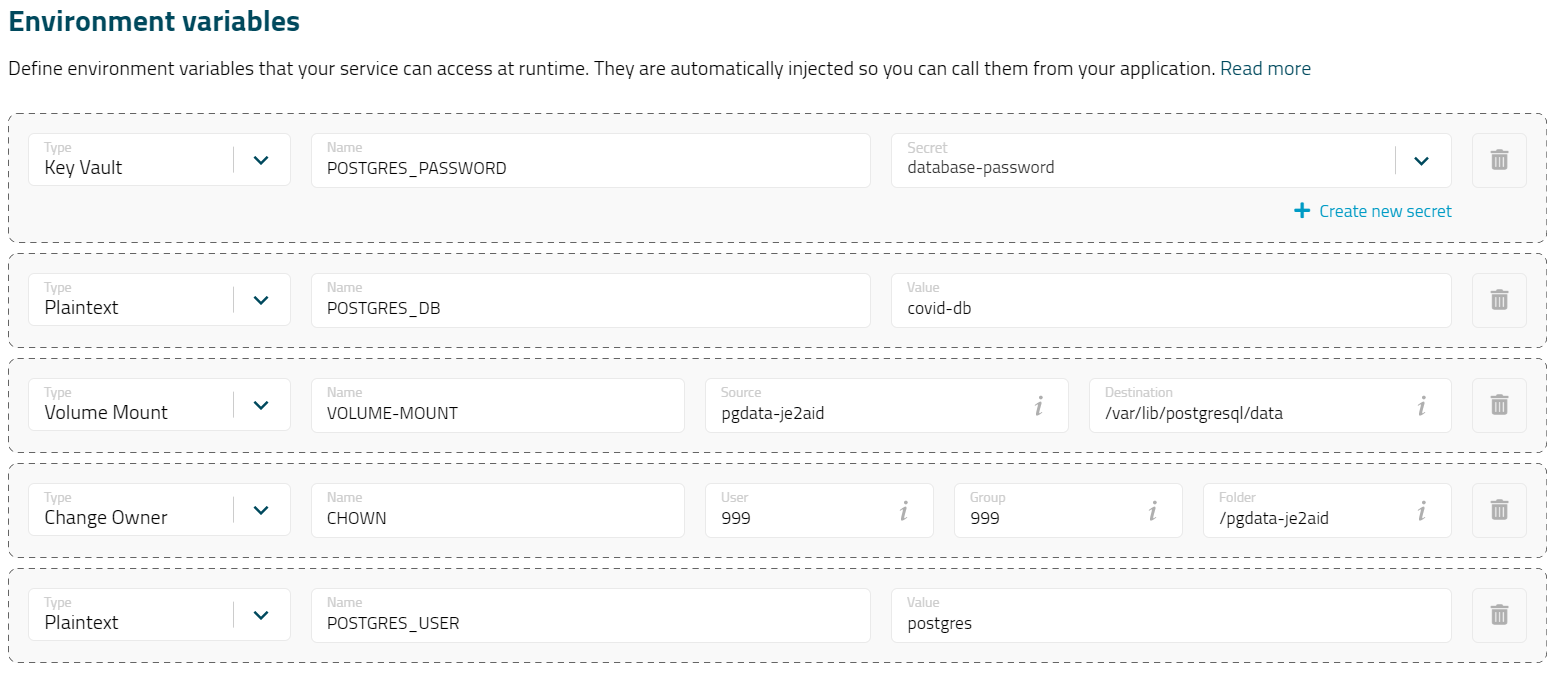 Environment variables
Define environment variables that your service can access at runtime. They are automatically injected so you can call them from your application. Read more
Type Name Secret
Key Vault POSTGRES_PASSWORD database-password
Create new secret
Type Name Value
Plaintext POSTGRES_DB covid-db
Type Name Source Destination
Volume Mount VOLUME-MOUNT pgdata-je2aid i /var/lib/postgresql/data i
Type Name User Group Folder
Change Owner CHOWN 999 i 999 i /pgdata-je2aid i
Type Name Value
Plaintext POSTGRES_USER postgres